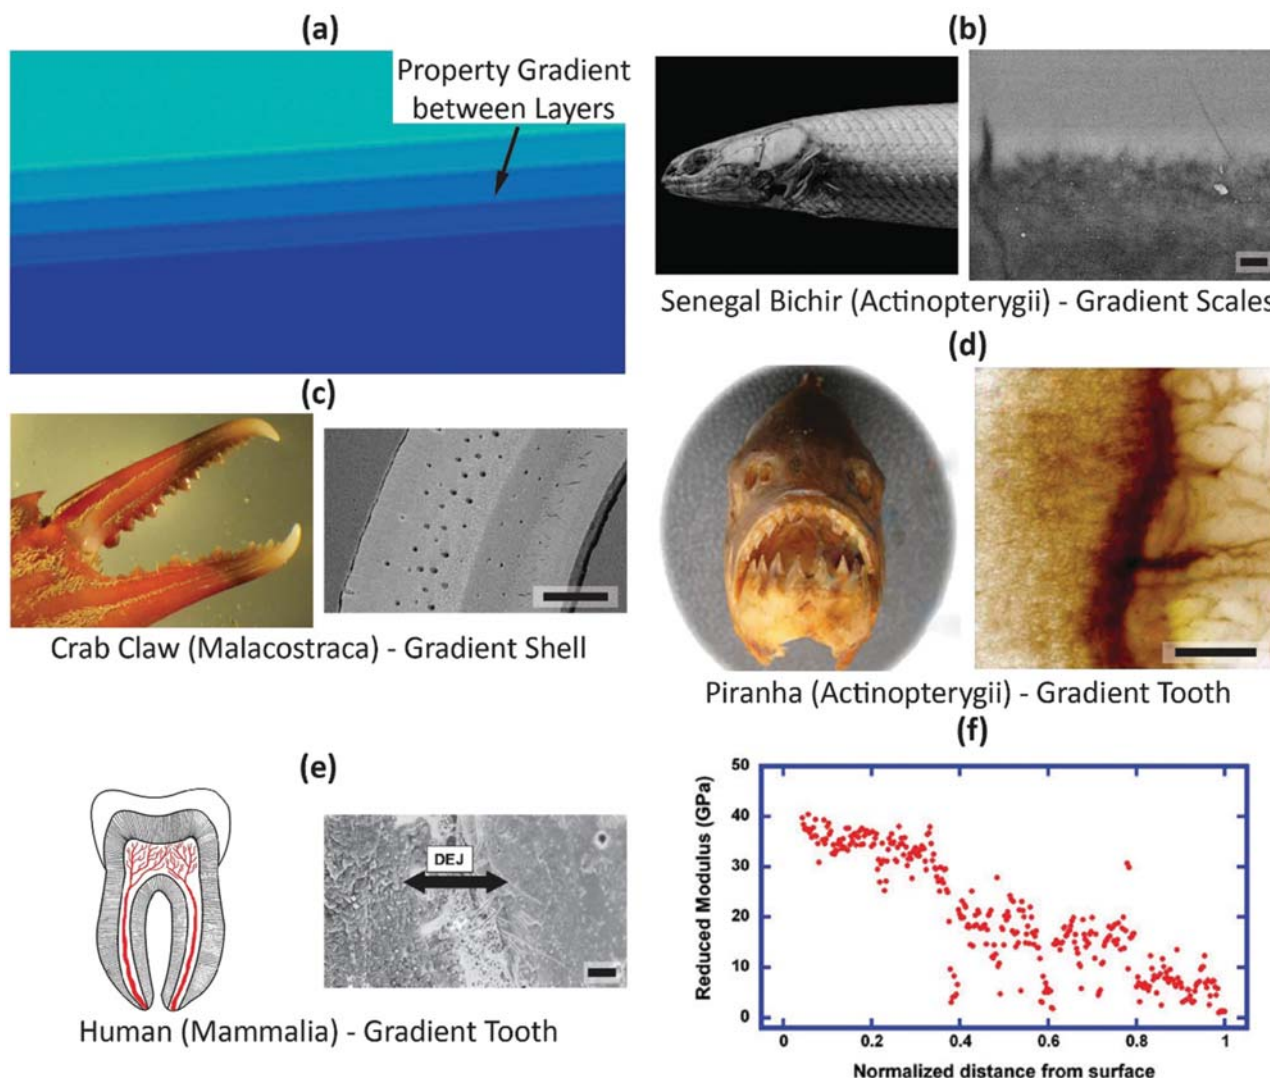 (a)
Property Gradient
between Layers
(b)
Senegal Bichir (Actinopterygii) - Gradient Scales
(c)
Crab Claw (Malacostraca) - Gradient Shell
(d)
Piranha (Actinopterygii) - Gradient Tooth
(e)
DEJ
Human (Mammalia) - Gradient Tooth
(f)
Reduced Modulus (GPa)
50
40
30
20
10
0
0
0.2
0.4
0.6
0.8
1
Normalized distance from surface